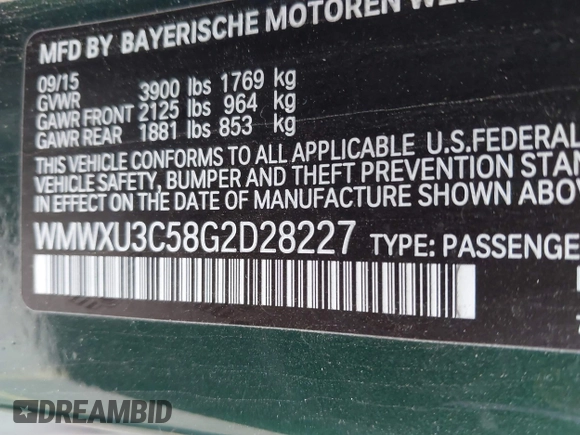 MFD BY BAYERISCHE MOTOREN
09/15
GVWR 3900 lbs 1769 kg
GAWR FRONT 2125 lbs 964 kg
GAWR REAR 1881 lbs 853 kg
THIS VEHICLE CONFORMS TO ALL APPLICABLE U.S.FEDERAL
VEHICLE SAFETY, BUMPER AND THEFT PREVENTION
IN EFFECT ON THE DATE OF MANUFACTURE SHOWN ABOVE
WMWXU3C58G2D28227 TYPE:
DREAMBID